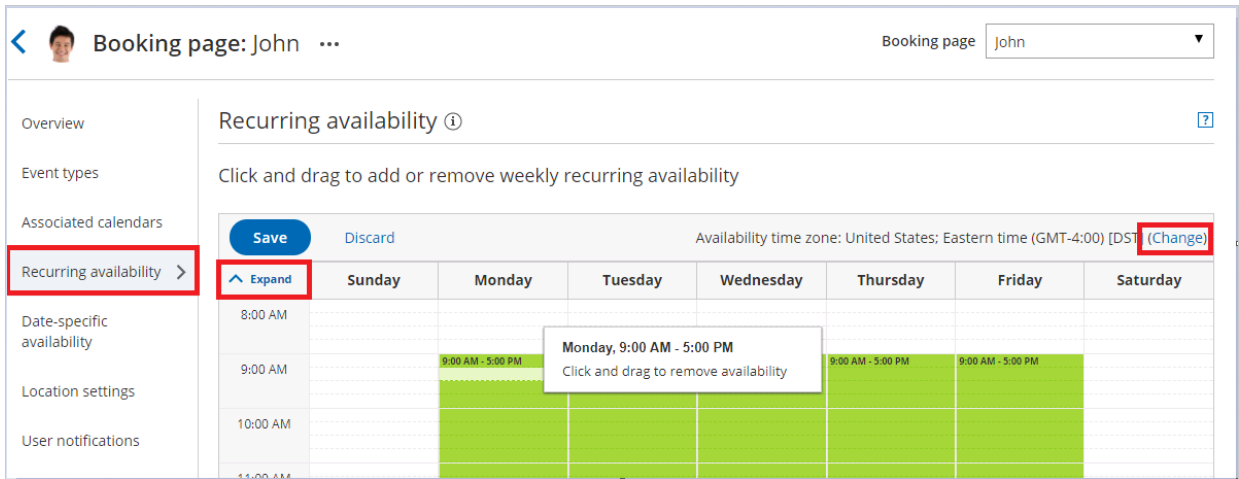 Booking page: John ...
Booking page John
Overview
Event types
Associated calendars
Recurring availability
Date-specific
availability
Location settings
User notifications
Recurring availability
Click and drag to add or remove weekly recurring availability
Save Discard Availability time zone: United States; Eastern time (GMT-4:00) [DST] (Change)
Expand Sunday Monday Tuesday Wednesday Thursday Friday Saturday
8:00 AM
Monday, 9:00 AM - 5:00 PM
Click and drag to remove availability
9:00 AM 9:00 AM - 5:00 PM 9:00 AM - 5:00 PM 9:00 AM - 5:00 PM
10:00 AM
11:00 AM